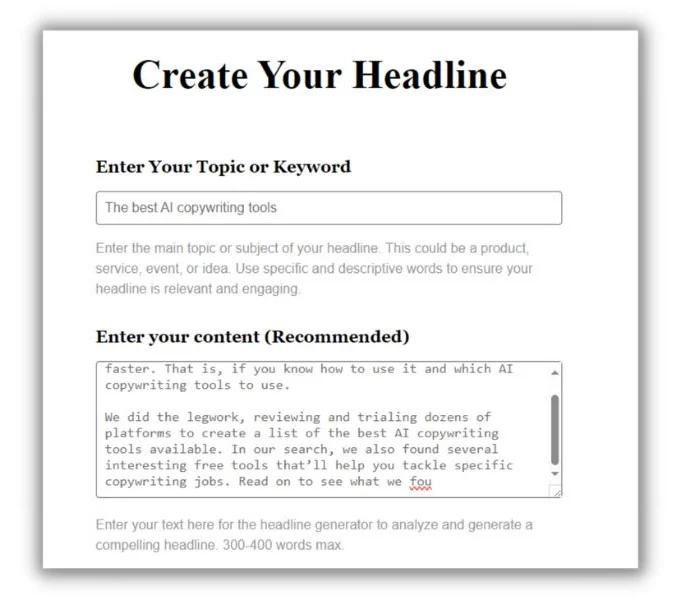 Create Your Headline
Enter Your Topic or Keyword
The best AI copywriting tools
Enter the main topic or subject of your headline. This could be a product,
service, event, or idea. Use specific and descriptive words to ensure your
headline is relevant and engaging.
Enter your content (Recommended)
faster. That is, if you know how to use it and which AI
copywriting tools to use.
We did the legwork, reviewing and trialing dozens of
platforms to create a list of the best AI copywriting
tools available. In our search, we also found several
interesting free tools that’ll help you tackle specific
copywriting jobs. Read on to see what we fou
Enter your text here for the headline generator to analyze and generate a
compelling headline. 300-400 words max.